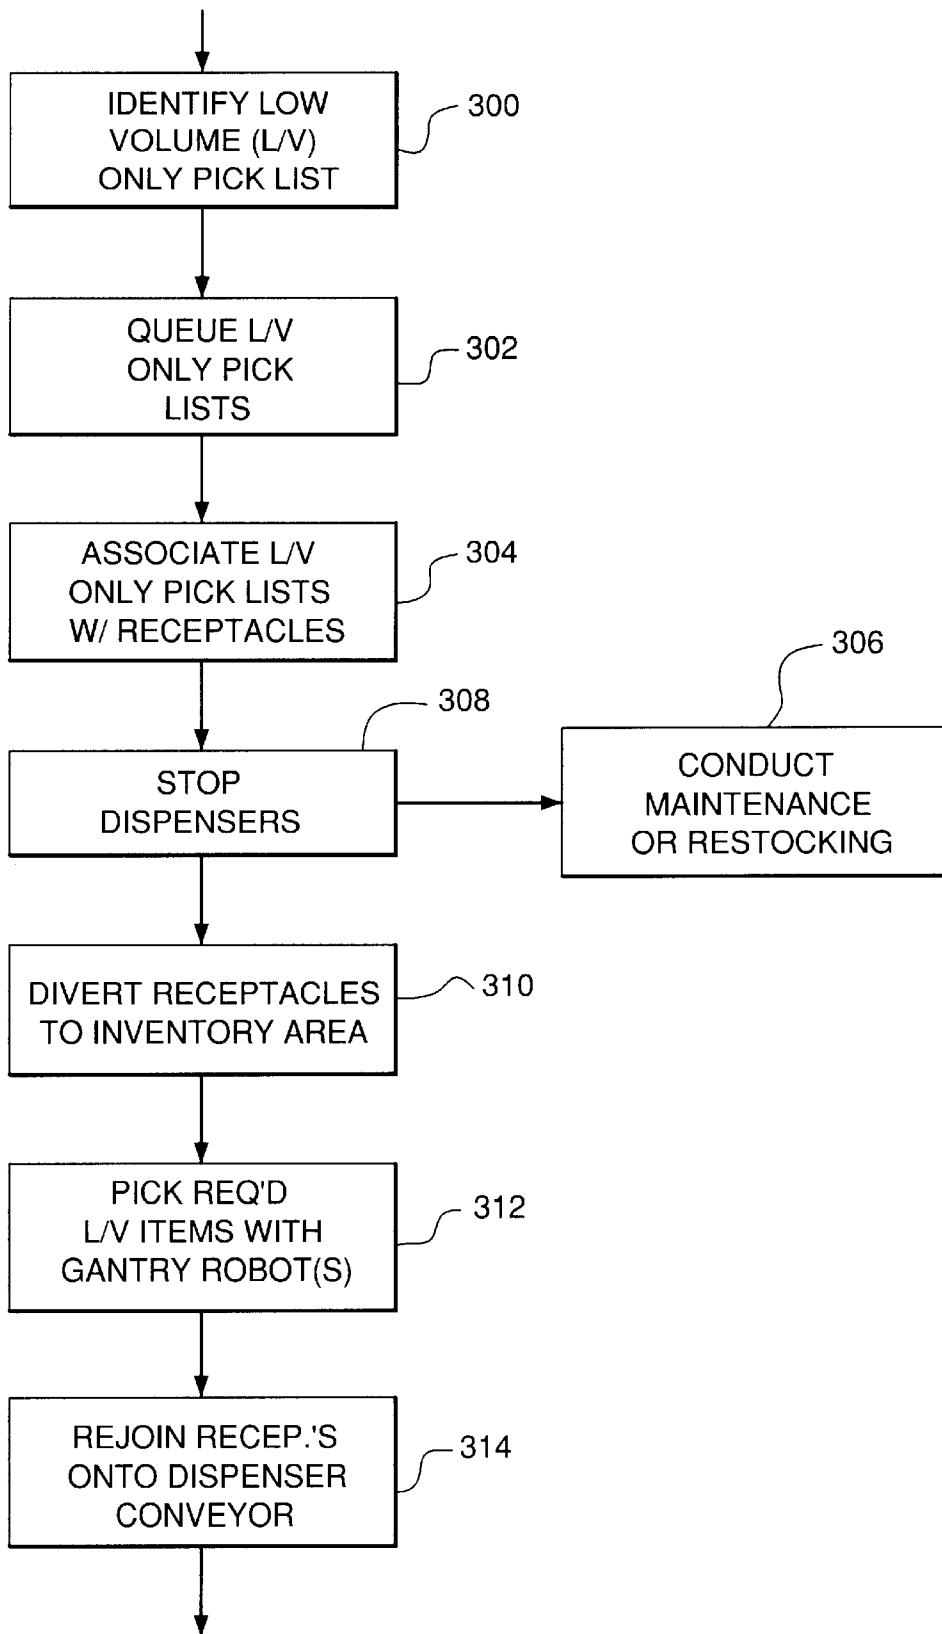 IDENTIFY LOW
VOLUME (L/V)
ONLY PICK LIST
300
QUEUE L/V
ONLY PICK
LISTS
302
ASSOCIATE L/V
ONLY PICK LISTS
W/ RECEPTACLES
304
STOP
DISPENSERS
308
CONDUCT
MAINTENANCE
OR RESTOCKING
306
DIVERT RECEPTACLES
TO INVENTORY AREA
310
PICK REQ'D
L/V ITEMS WITH
GANTRY ROBOT(S)
312
REJOIN RECEP.'S
ONTO DISPENSER
CONVEYOR
314